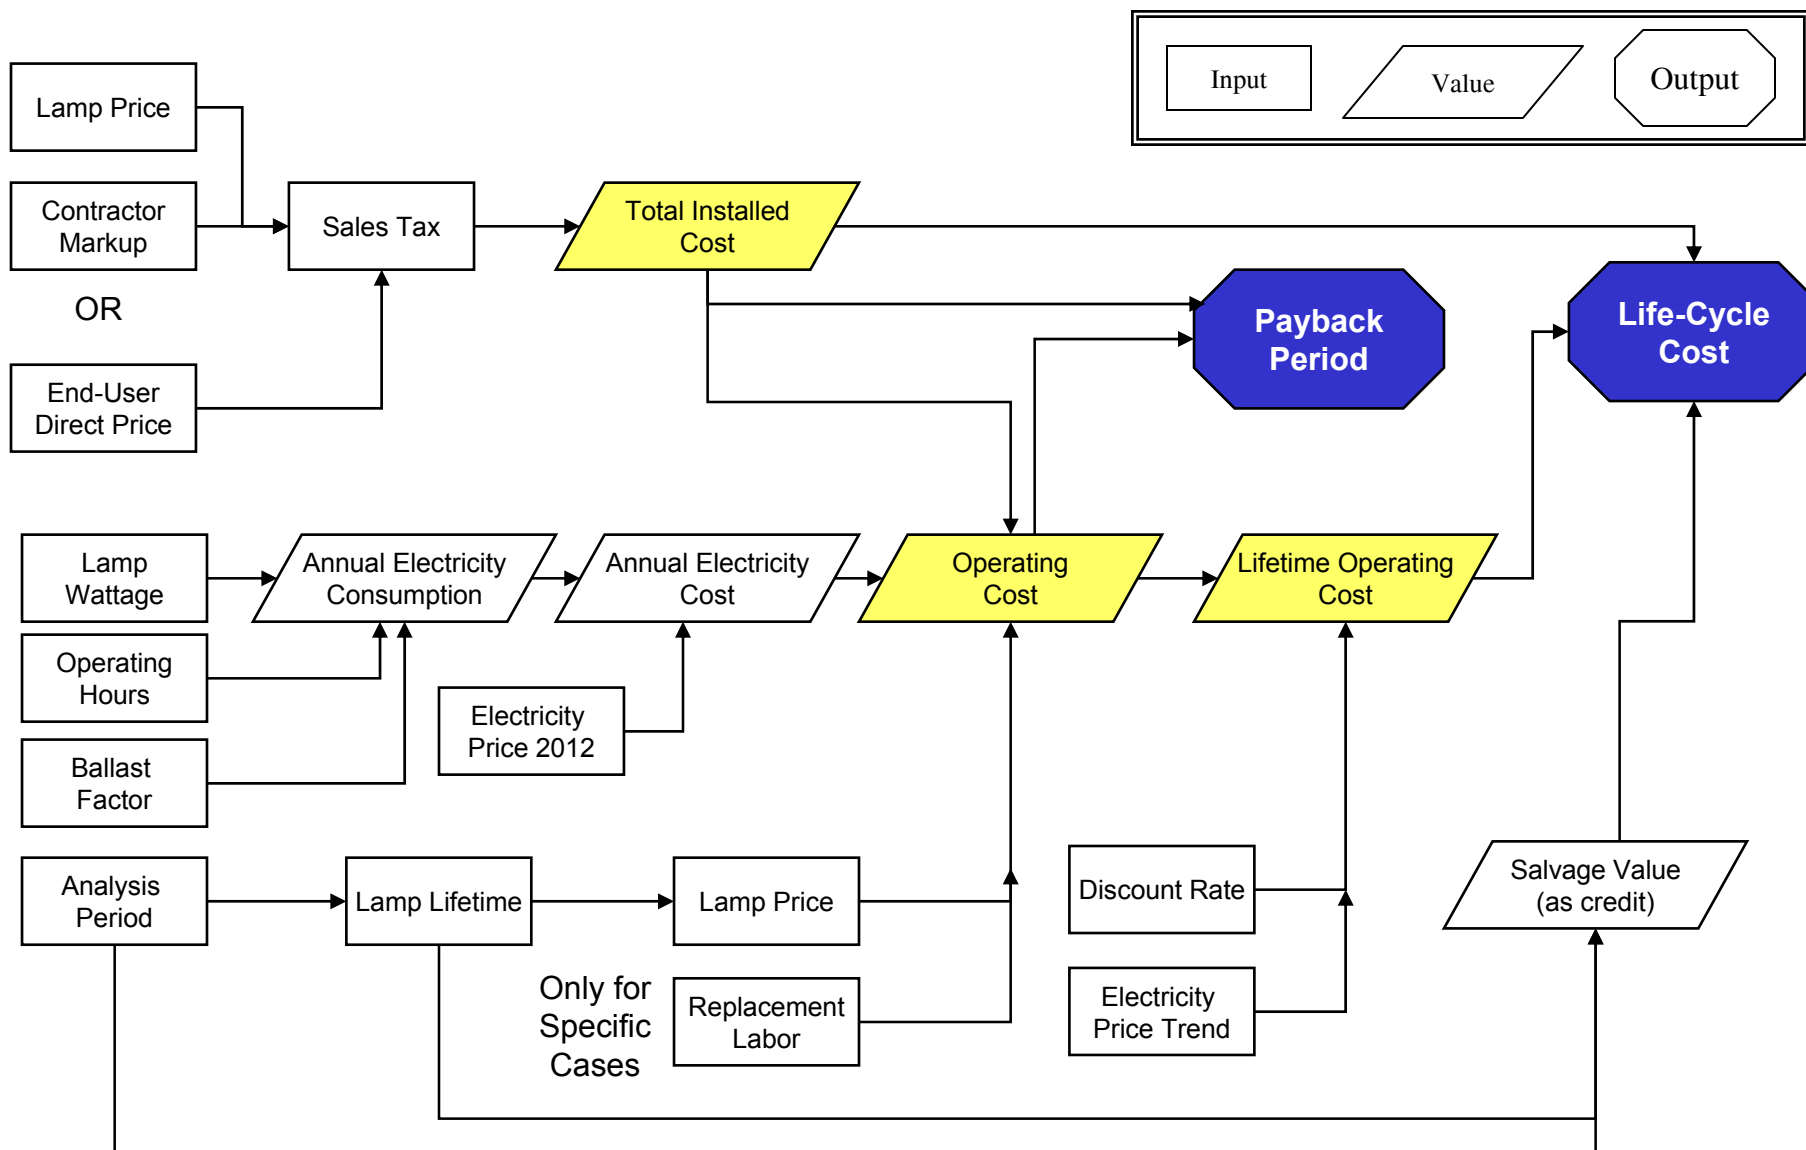 Input
Value
Output
Lamp Price
Contractor
Markup
OR
End-User
Direct Price
Sales Tax
Total Installed
Cost
Payback
Period
Life-Cycle
Cost
Lamp
Wattage
Annual Electricity
Consumption
Annual Electricity
Cost
Operating
Cost
Lifetime Operating
Cost
Operating
Hours
Electricity
Price 2012
Ballast
Factor
Analysis
Period
Lamp Lifetime
Lamp Price
Discount Rate
Salvage Value
(as credit)
Only for
Specific
Cases
Replacement
Labor
Electricity
Price Trend